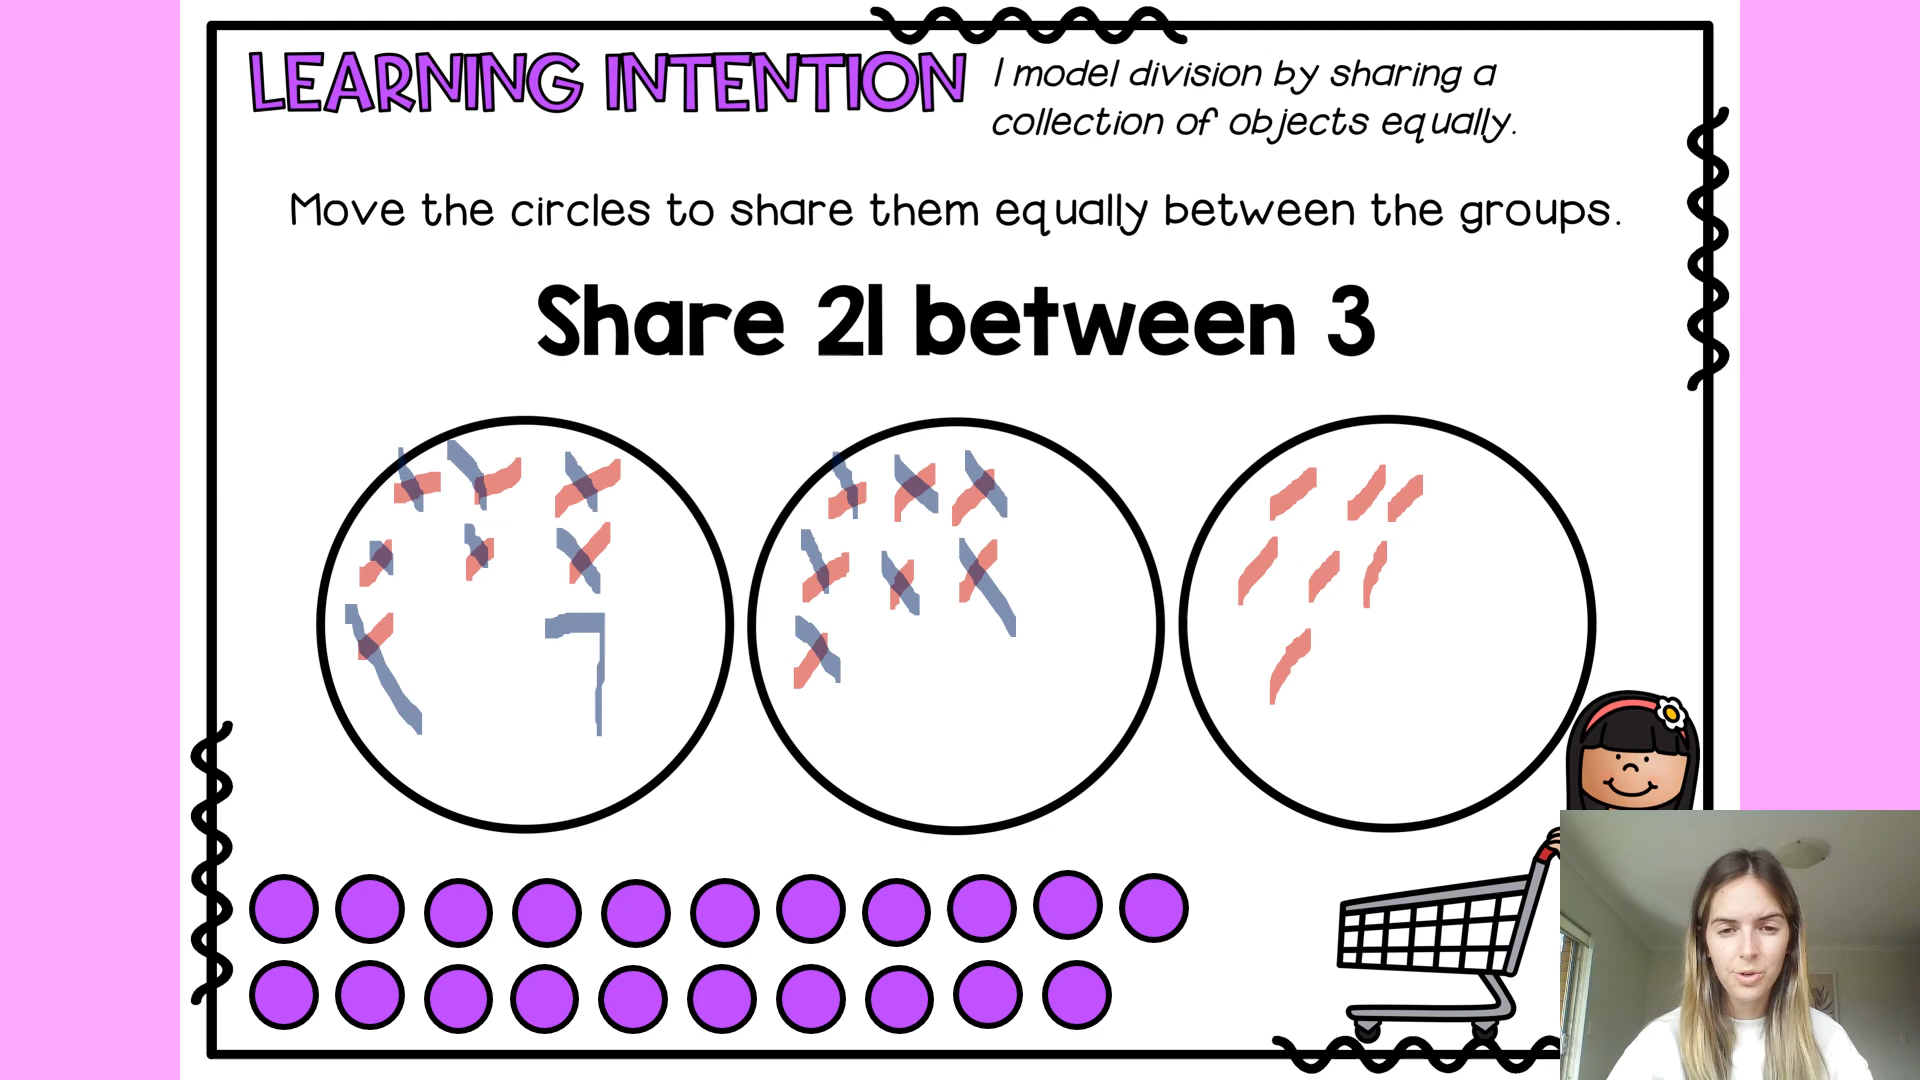 LEARNING INTENTION
I model division by sharing a
collection of objects equally.
Move the circles to share them equally between the groups.
Share 21 between 3
7